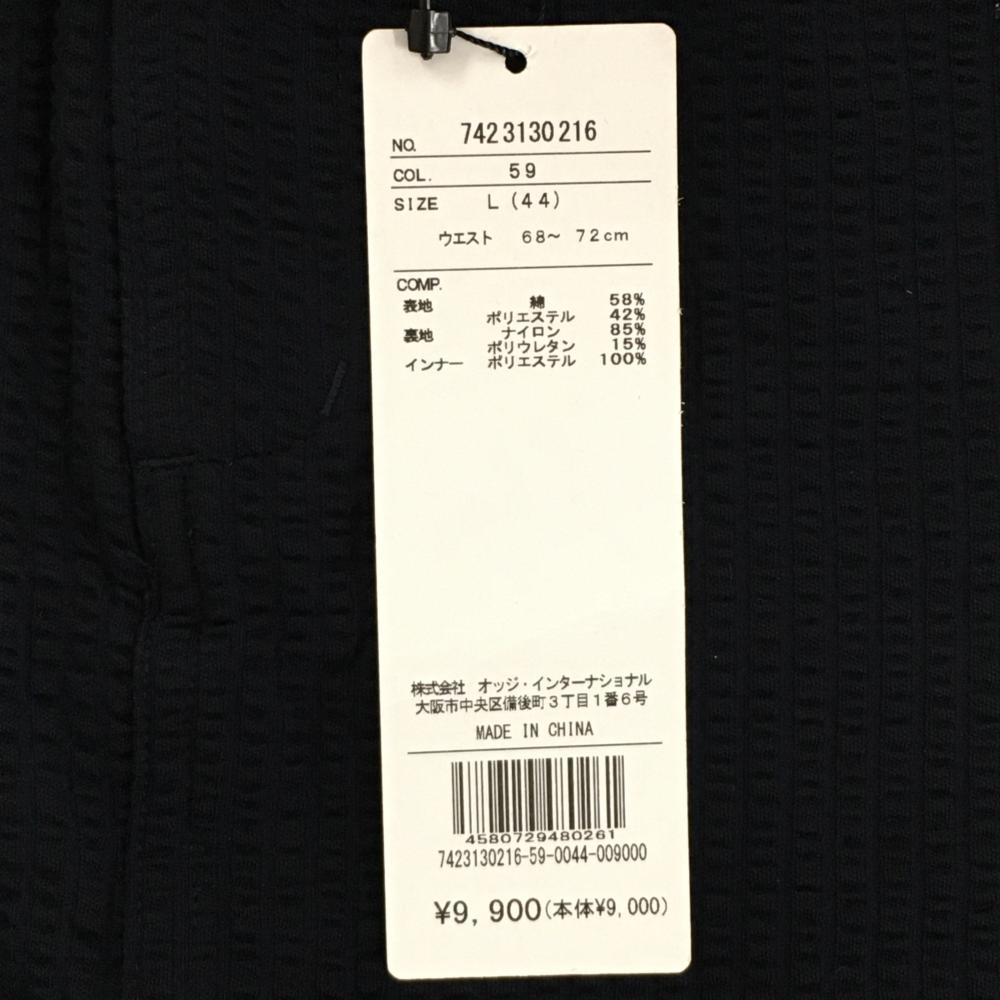 NO. 7423130216
COL. 59
SIZE L(44)
ウエスト 68〜 72cm
COMP.
表地 綿 58%
ポリエステル 42%
裏地 ナイロン 85%
ポリウレタン 15%
インナー ポリエステル 100%
株式会社 オッジ・インターナショナル
大阪市中央区備後町3丁目1番6号
MADE IN CHINA
4580729480261
7423130216-59-0044-009000
¥9,900(本体¥9,000)